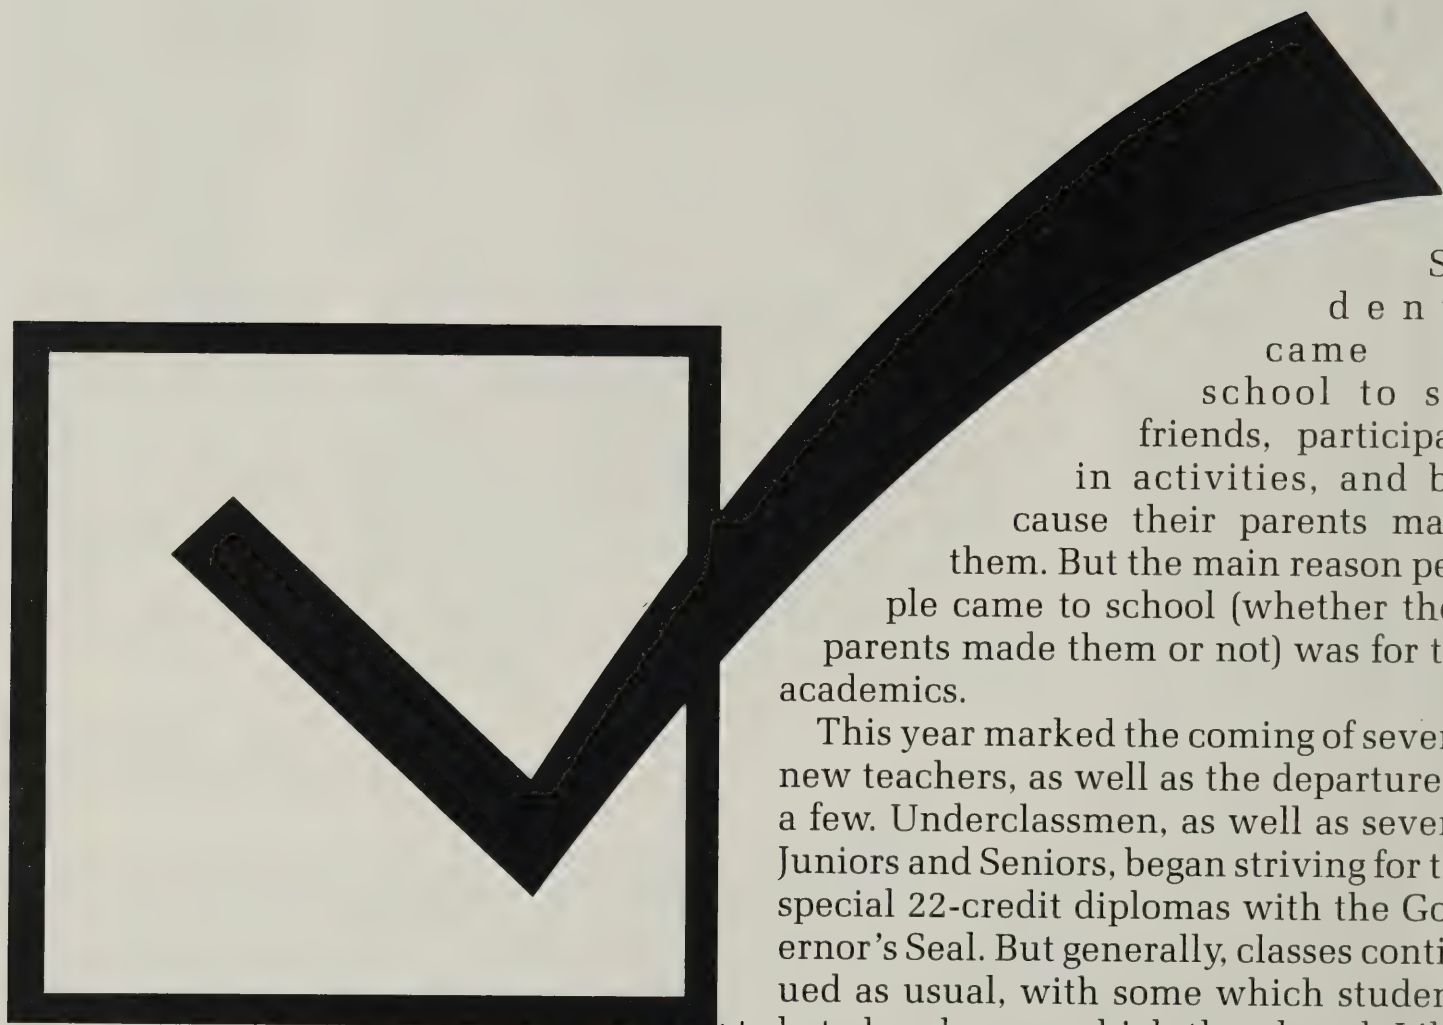 S
den
came
school to s
friends, participa
in activities, and b
cause their parents ma
them. But the main reason pe
ple came to school (whether the
parents made them or not) was for t
academics.
This year marked the coming of sever
new teachers, as well as the departure
a few. Underclassmen, as well as sever
Juniors and Seniors, began striving for t
special 22-credit diplomas with the Go
ernor's Seal. But generally, classes conti
ued as usual, with some which studen